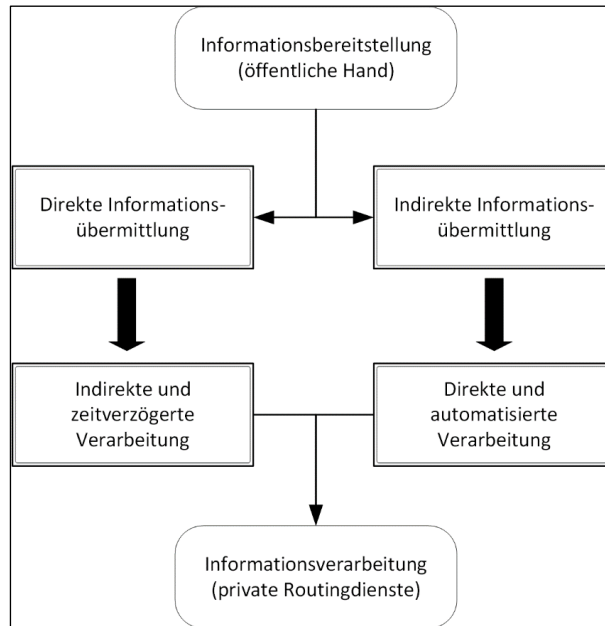 Informationsbereitstellung
(öffentliche Hand)
Direkte Informations-
übermittlung
Indirekte Informations-
übermittlung
Indirekte und
zeitverzögerte
Verarbeitung
Direkte und
automatisierte
Verarbeitung
Informationsverarbeitung
(private Routingdienste)